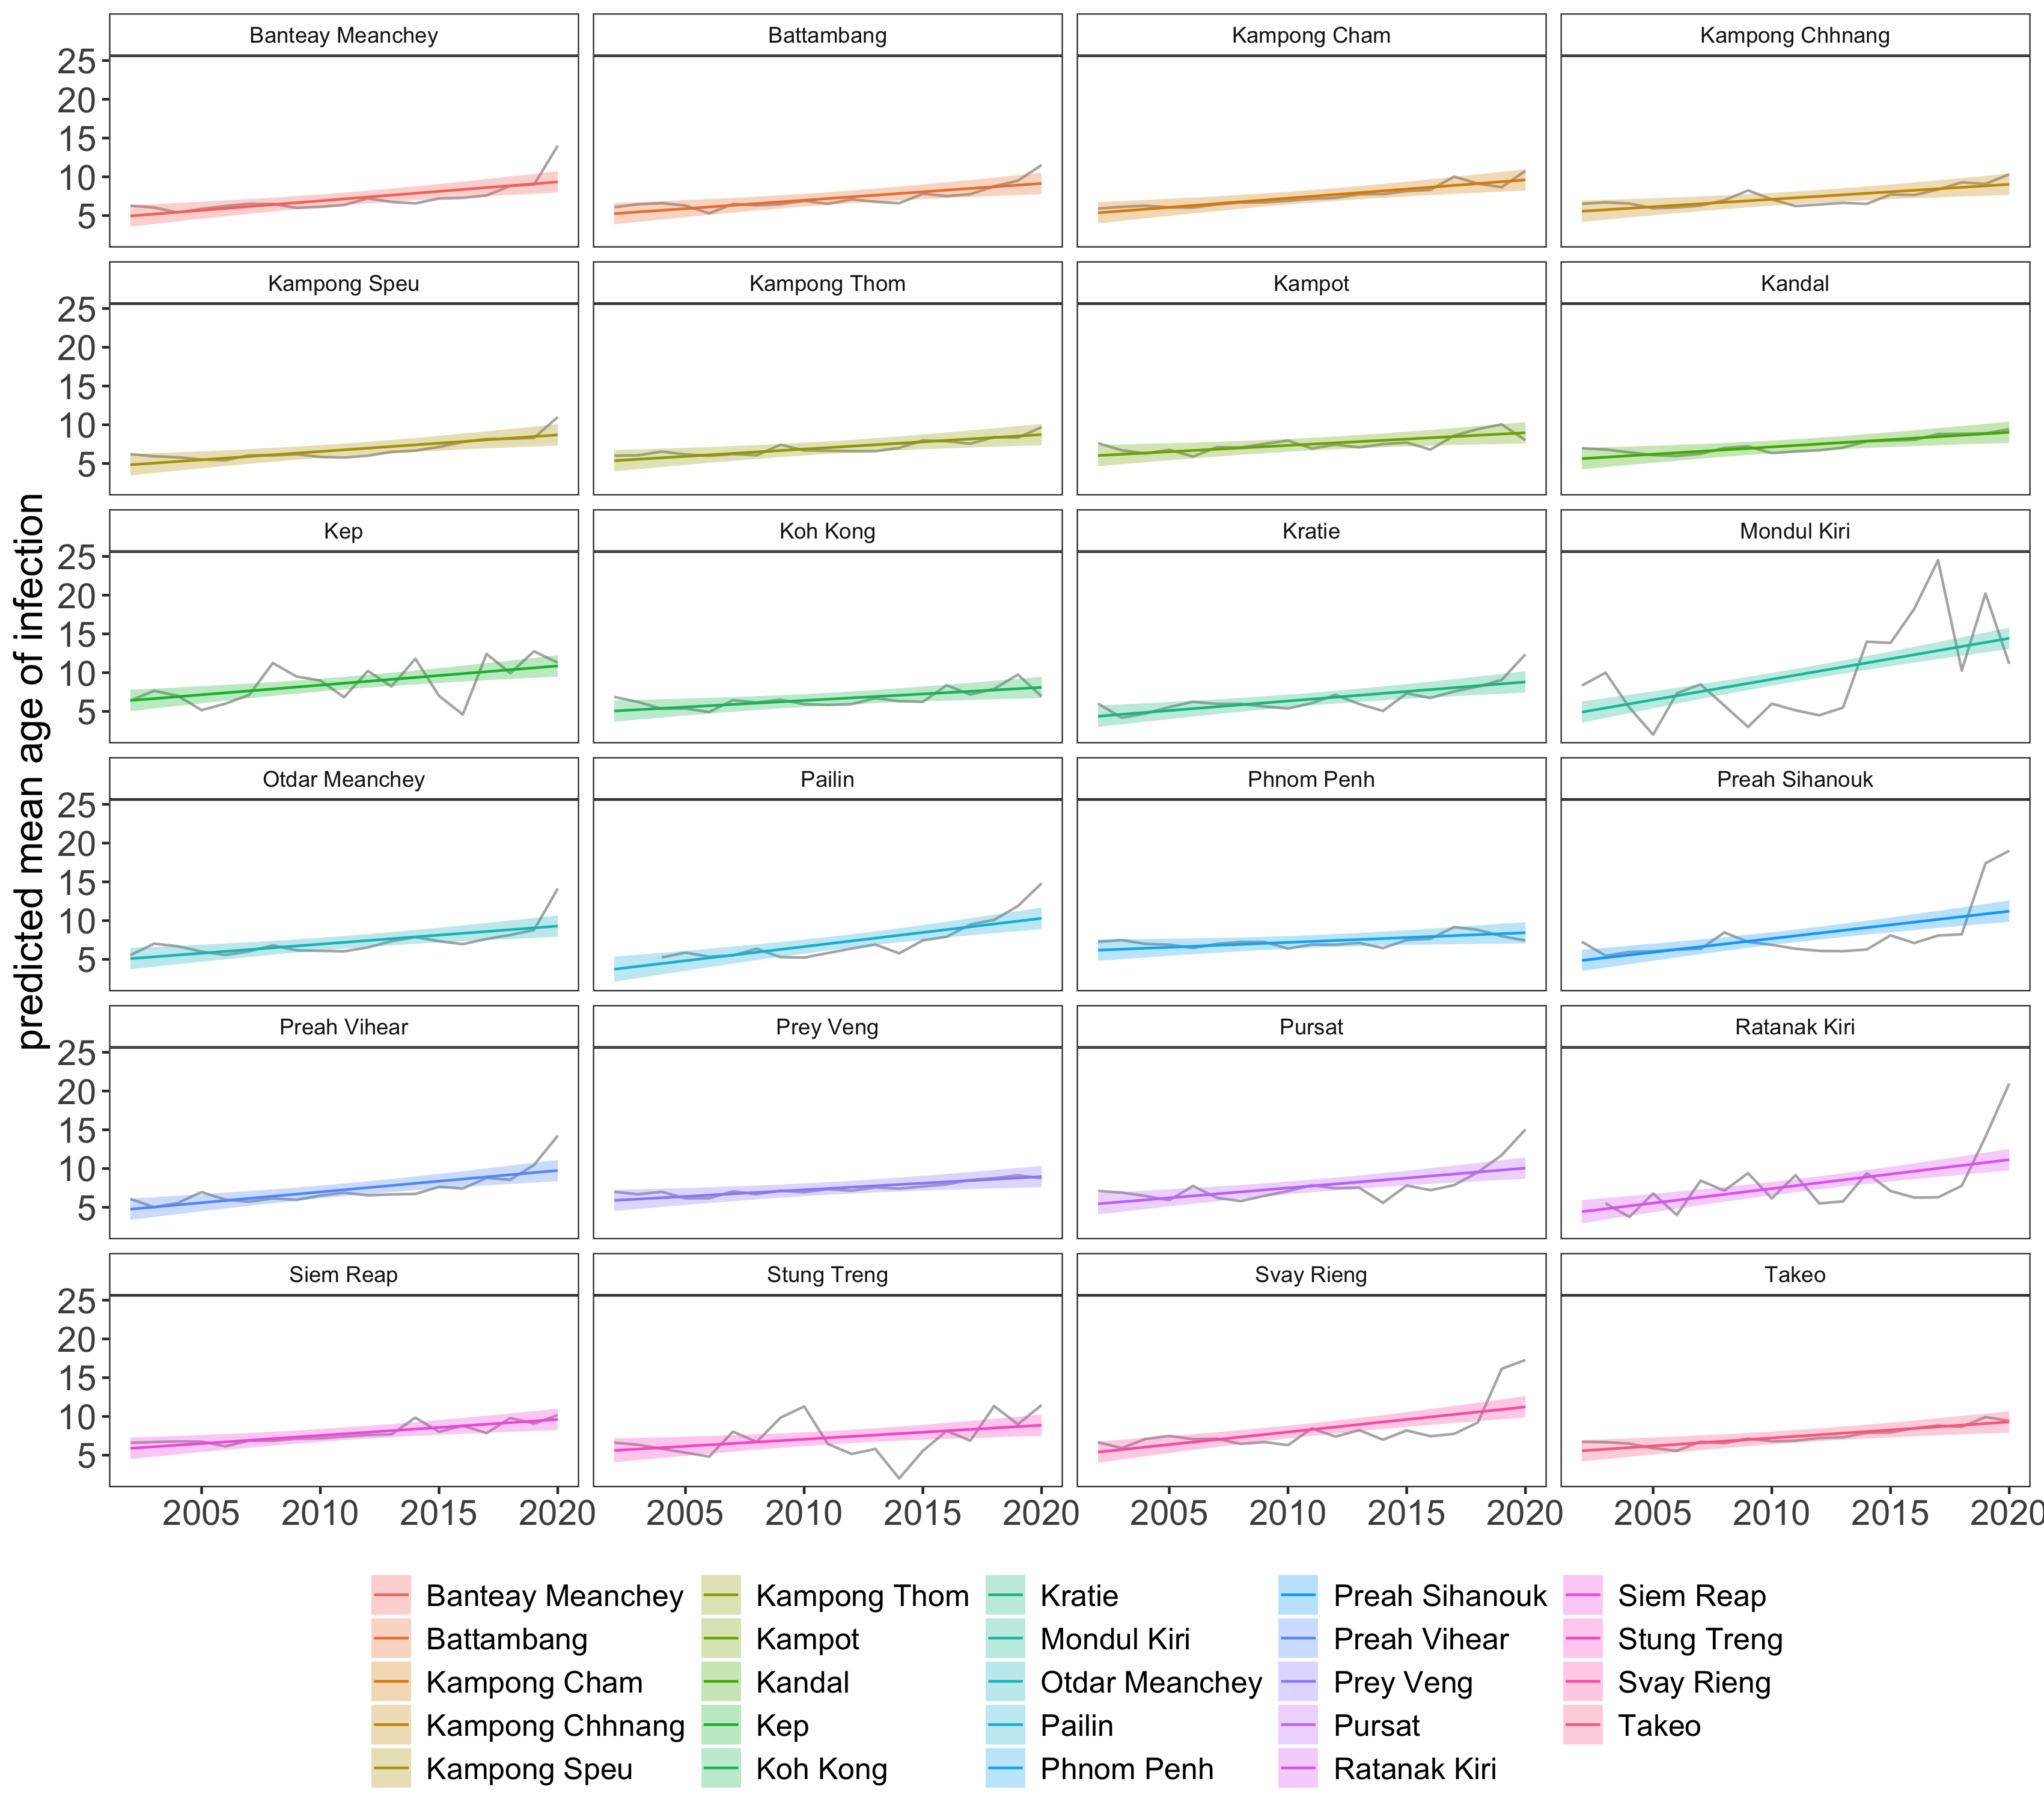 Banteay Meanchey
Battambang
Kampong Cham
Kampong Chhnang
25
20
15
10
5
Kampong Speu
Kampong Thom
Kampot
Kandal
25
20
15
10
5
predicted mean age of infection
Kep
Koh Kong
Kratie
Mondul Kiri
25
20
15
10
5
Otdar Meanchey
Pailin
Phnom Penh
Preah Sihanouk
25
20
15
10
5
Preah Vihear
Prey Veng
Pursat
Ratanak Kiri
25
20
15
10
5
Siem Reap
Stung Treng
Svay Rieng
Takeo
25
20
15
10
5
2005 2010 2015 2020
2005 2010 2015 2020
2005 2010 2015 2020
2005 2010 2015 2020
Banteay Meanchey
Battambang
Kampong Cham
Kampong Chhnang
Kampong Speu
Kampong Thom
Kampot
Kandal
Kep
Koh Kong
Kratie
Mondul Kiri
Otdar Meanchey
Pailin
Phnom Penh
Preah Sihanouk
Preah Vihear
Prey Veng
Pursat
Ratanak Kiri
Siem Reap
Stung Treng
Svay Rieng
Takeo